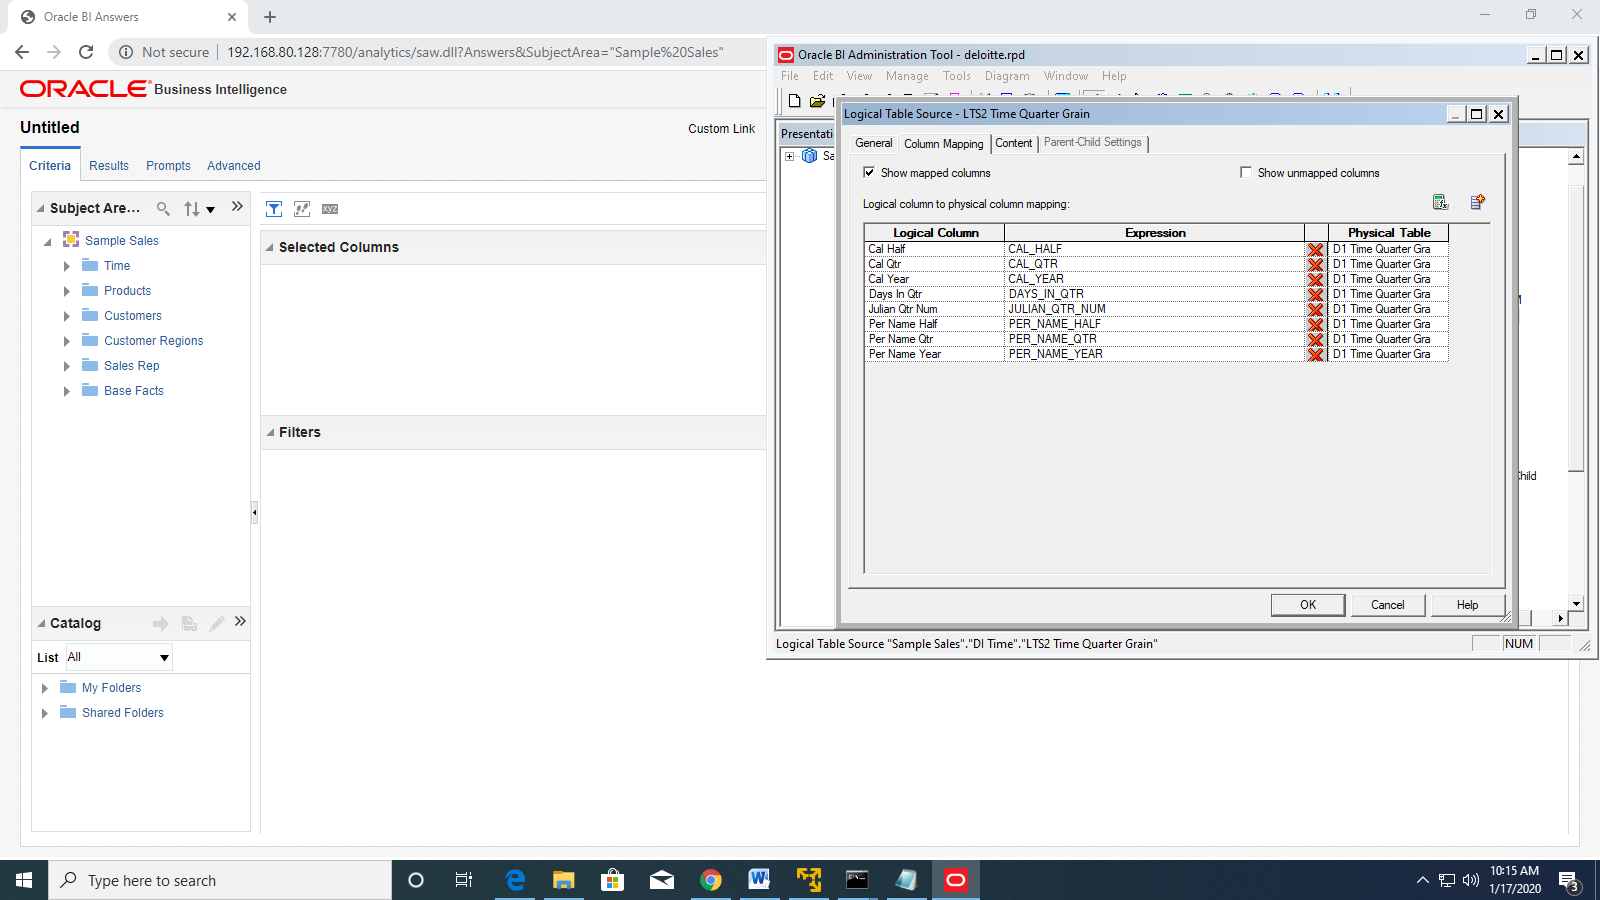 Oracle BI Answers
Not secure | 192.168.80.128:7780/analytics/saw.dll?Answers&SubjectArea="Sample%20Sales"
ORACLE Business Intelligence
Untitled
Custom Link
Criteria Results Prompts Advanced
Subject Are...
Sample Sales
Time
Products
Customers
Customer Regions
Sales Rep
Base Facts
Catalog
List All
My Folders
Shared Folders
xyz
Selected Columns
Filters
Oracle BI Administration Tool - deloitte.rpd
File Edit View Manage Tools Diagram Window Help
Presentati
Sa
Logical Table Source - LTS2 Time Quarter Grain
General Column Mapping Content Parent-Child Settings
Show mapped columns Show unmapped columns
Logical column to physical column mapping:
Logical Column Expression Physical Table
Cal Half CAL_HALF D1 Time Quarter Gra
Cal Qtr CAL_QTR D1 Time Quarter Gra
Cal Year CAL_YEAR D1 Time Quarter Gra
Days In Qtr DAYS_IN_QTR D1 Time Quarter Gra
Julian Qtr Num JULIAN_QTR_NUM D1 Time Quarter Gra
Per Name Half PER_NAME_HALF D1 Time Quarter Gra
Per Name Qtr PER_NAME_QTR D1 Time Quarter Gra
Per Name Year PER_NAME_YEAR D1 Time Quarter Gra
Child
OK Cancel Help
Logical Table Source "Sample Sales"."DI Time"."LTS2 Time Quarter Grain"
NUM
Type here to search
10:15 AM
1/17/2020
3